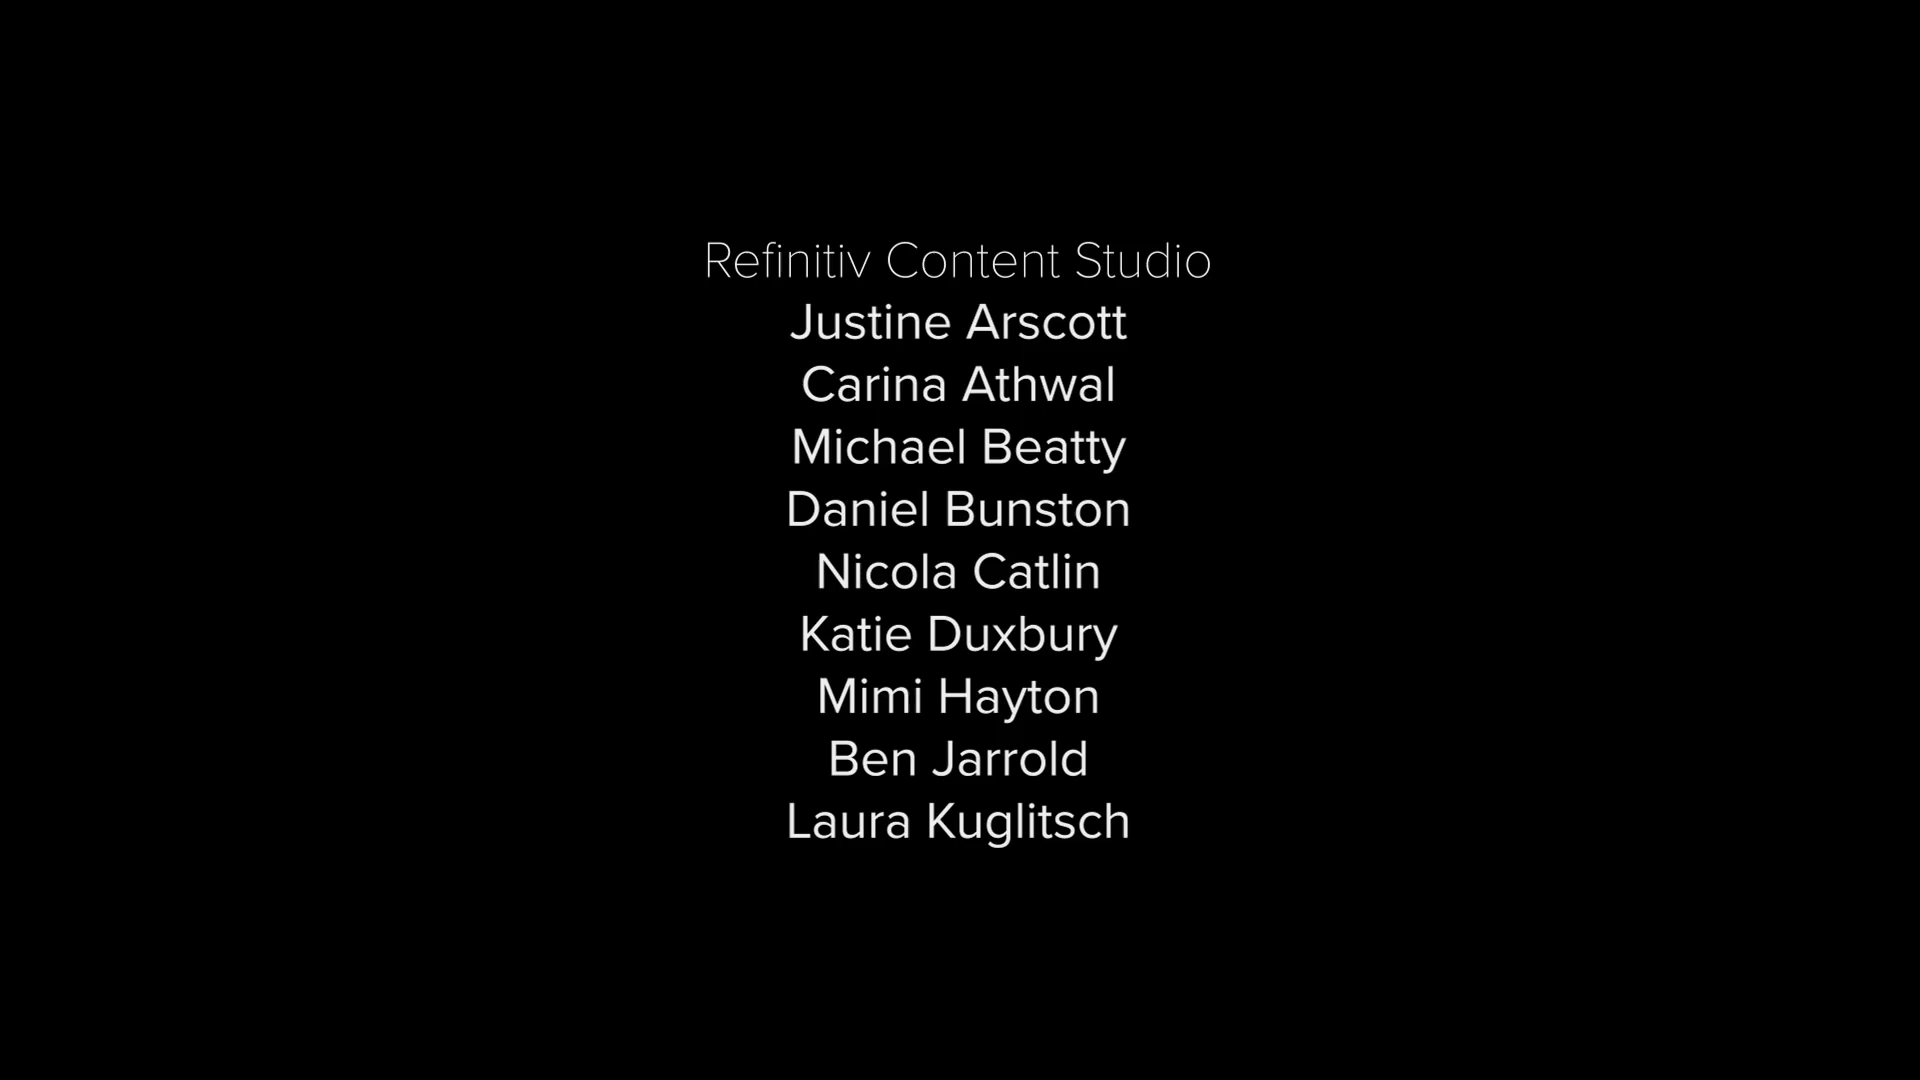 Refinitiv Content Studio
Justine Arscott
Carina Athwal
Michael Beatty
Daniel Bunston
Nicola Catlin
Katie Duxbury
Mimi Hayton
Ben Jarrold
Laura Kuglitsch